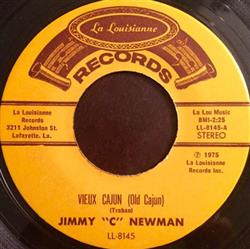 La Louisianne
RECORDS
La Louisianne
Records
3211 Johnston St.
Lafayette, La.
La Lou Music
BMI-2:25
LL-8145-A
STEREO
℗ 1975
La Louisianne
Records
VIEUX CAJUN (Old Cajun)
(Trahan)
JIMMY "C" NEWMAN
LL-8145